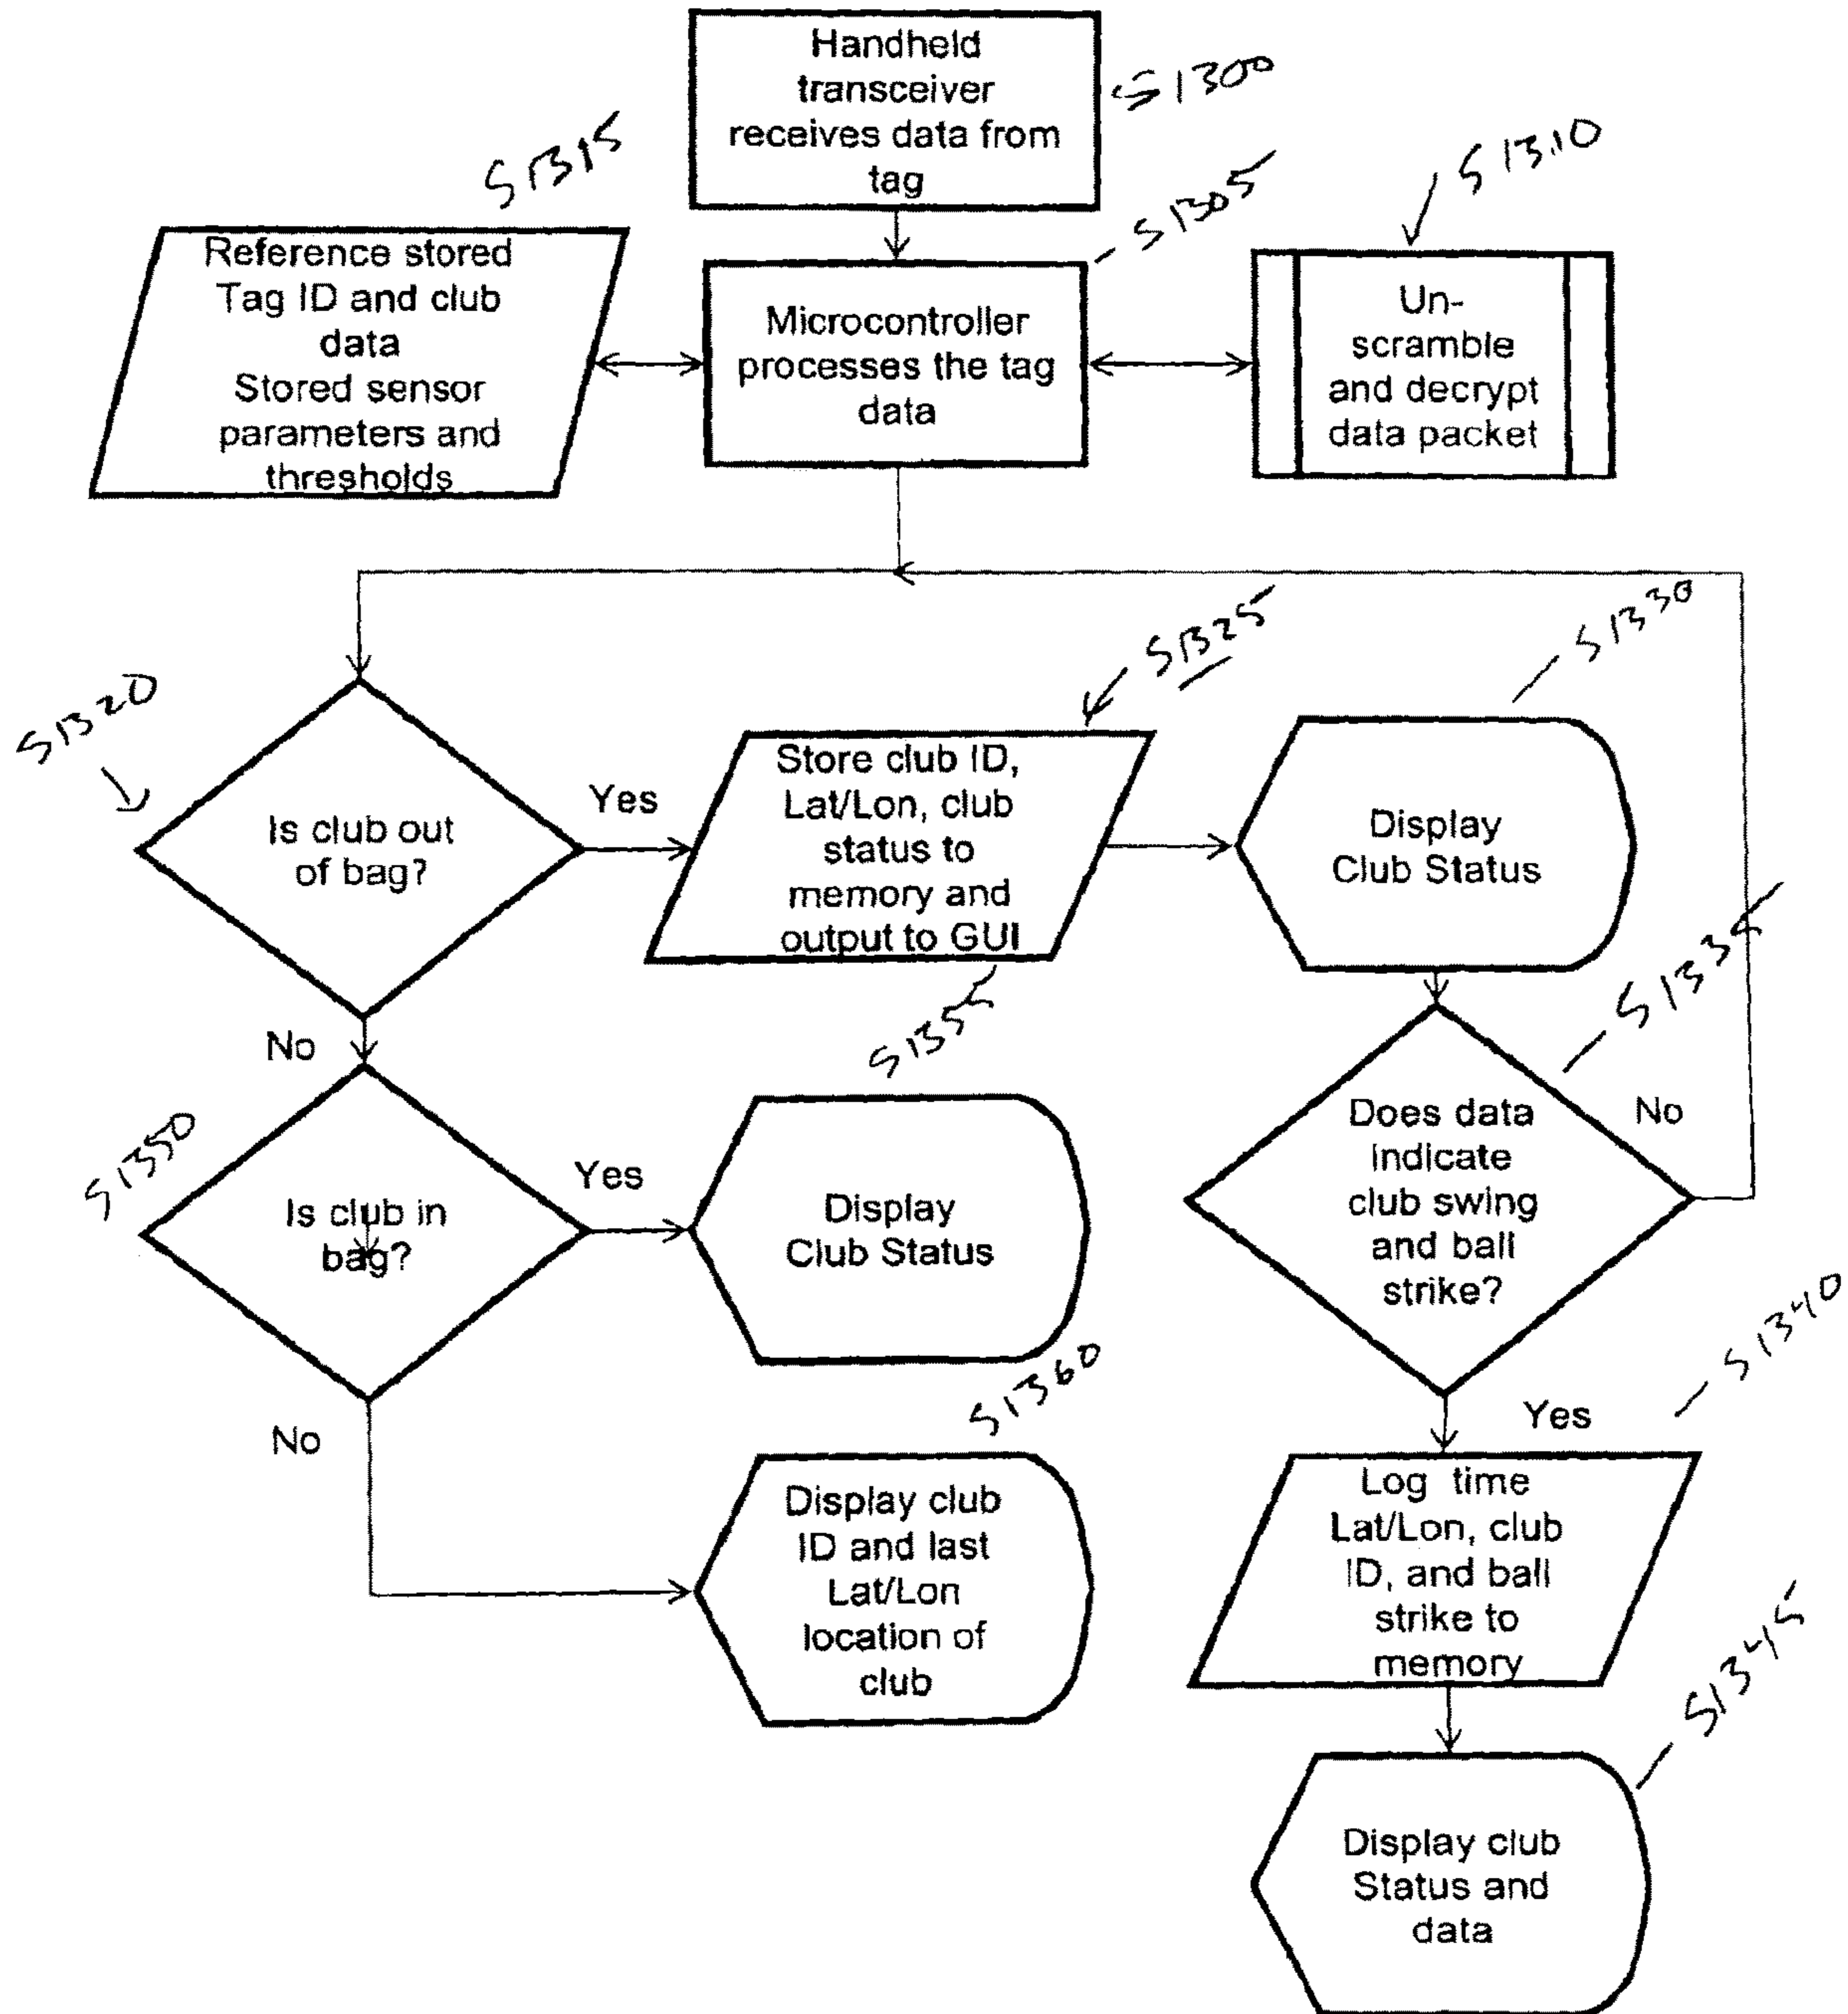 Handheld
transceiver
receives data from
tag
S1300
S1315
S1305
S1310
Reference stored
Tag ID and club
data
Stored sensor
parameters and
thresholds
Microcontroller
processes the tag
data
Un-
scramble
and decrypt
data packet
S1320
S1325
S1330
Is club out
of bag?
Yes
No
Store club ID,
Lat/Lon, club
status to
memory and
output to GUI
Display
Club Status
S1335
Does data
indicate
club swing
and ball
strike?
No
Yes
S1350
Is club in
bag?
Yes
No
S1355
Display
Club Status
S1360
Display club
ID and last
Lat/Lon
location of
club
S1340
Log time
Lat/Lon, club
ID, and ball
strike to
memory
S1345
Display club
Status and
data